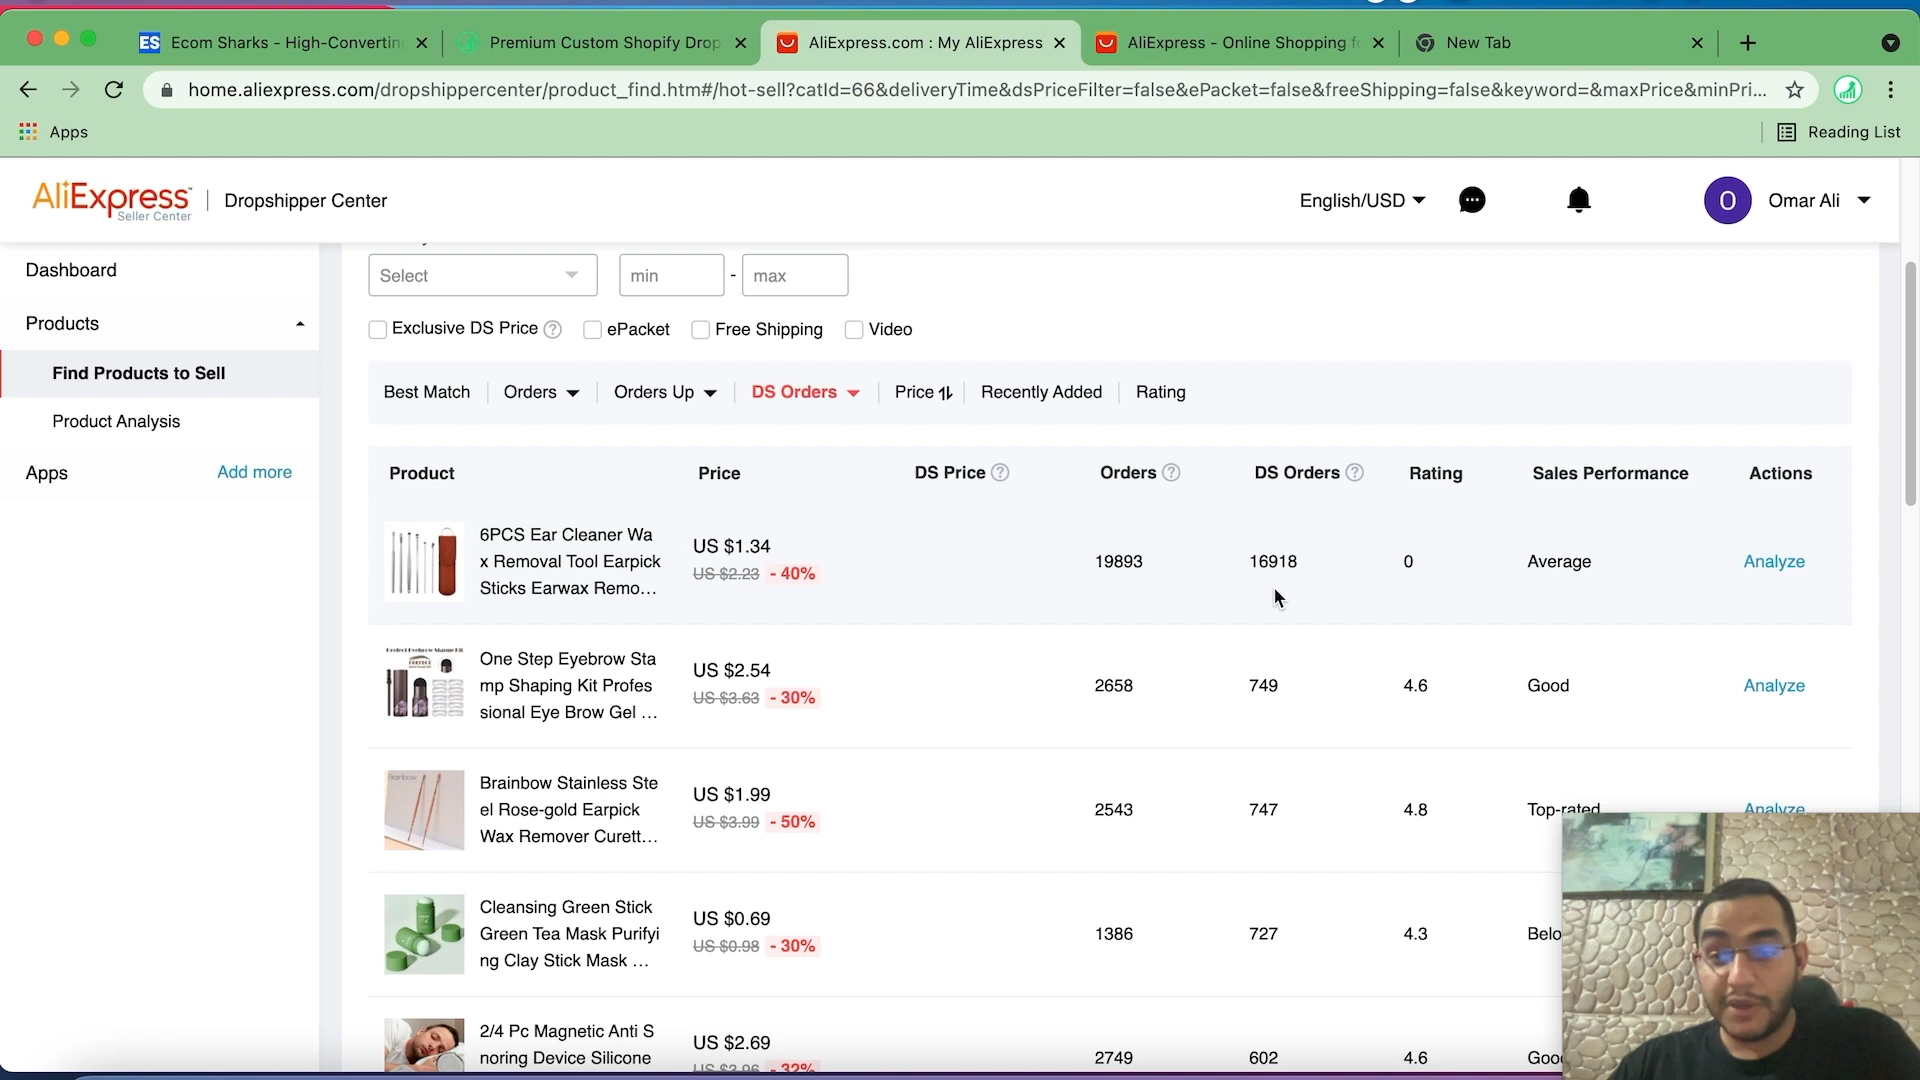 ES Ecom Sharks - High-Converting
Premium Custom Shopify Drop
AliExpress.com : My AliExpress
AliExpress - Online Shopping f
New Tab
home.aliexpress.com/dropshippercenter/product_find.htm#/hot-sell?catId=66&deliveryTime&dsPriceFilter=false&ePacket=false&freeShipping=false&keyword=&maxPrice&minPri...
Apps
Reading List
AliExpress
Seller Center
Dropshipper Center
English/USD
O
Omar Ali
Dashboard
Products
Find Products to Sell
Product Analysis
Apps
Add more
Select
min - max
Exclusive DS Price ? ePacket Free Shipping Video
Best Match Orders Orders Up DS Orders Price Recently Added Rating
Product Price DS Price ? Orders ? DS Orders ? Rating Sales Performance Actions
6PCS Ear Cleaner Wa
x Removal Tool Earpick
Sticks Earwax Remo...
US $1.34
US $2.23 - 40%
19893 16918 0 Average Analyze
One Step Eyebrow Sta
mp Shaping Kit Profes
sional Eye Brow Gel ...
US $2.54
US $3.63 - 30%
2658 749 4.6 Good Analyze
Brainbow Stainless Ste
el Rose-gold Earpick
Wax Remover Curett...
US $1.99
US $3.99 - 50%
2543 747 4.8 Top-rated Analyze
Cleansing Green Stick
Green Tea Mask Purifyi
ng Clay Stick Mask ...
US $0.69
US $0.98 - 30%
1386 727 4.3 Belo
2/4 Pc Magnetic Anti S
noring Device Silicone
US $2.69
US $3.96 - 32%
2749 602 4.6 Goo